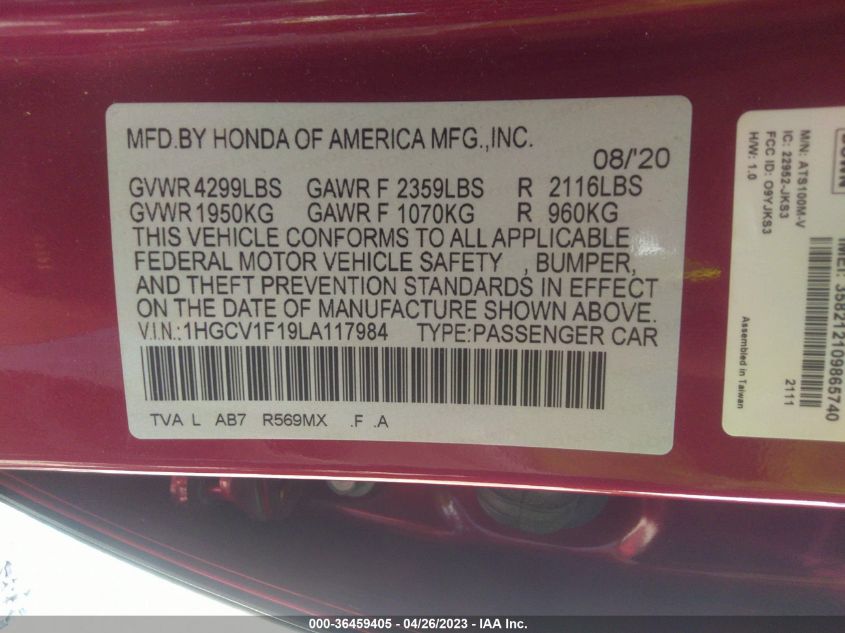 MFD.BY HONDA OF AMERICA MFG.,INC.
08/'20
GVWR 4299LBS GAWR F 2359LBS R 2116LBS
GVWR 1950KG GAWR F 1070KG R 960KG
THIS VEHICLE CONFORMS TO ALL APPLICABLE
FEDERAL MOTOR VEHICLE SAFETY , BUMPER,
AND THEFT PREVENTION STANDARDS IN EFFECT
ON THE DATE OF MANUFACTURE SHOWN ABOVE.
V.I.N.:1HGCV1F19LA117984 TYPE:PASSENGER CAR
TVA L AB7 R569MX .F .A
M/N: ATS100M-V
IC: 22952-JKS3
FCC ID: O9YJKS3
H/W: 1.0
IMEI: 358212109865740
Assembled in Taiwan
2111
000-36459405 - 04/26/2023 - IAA Inc.